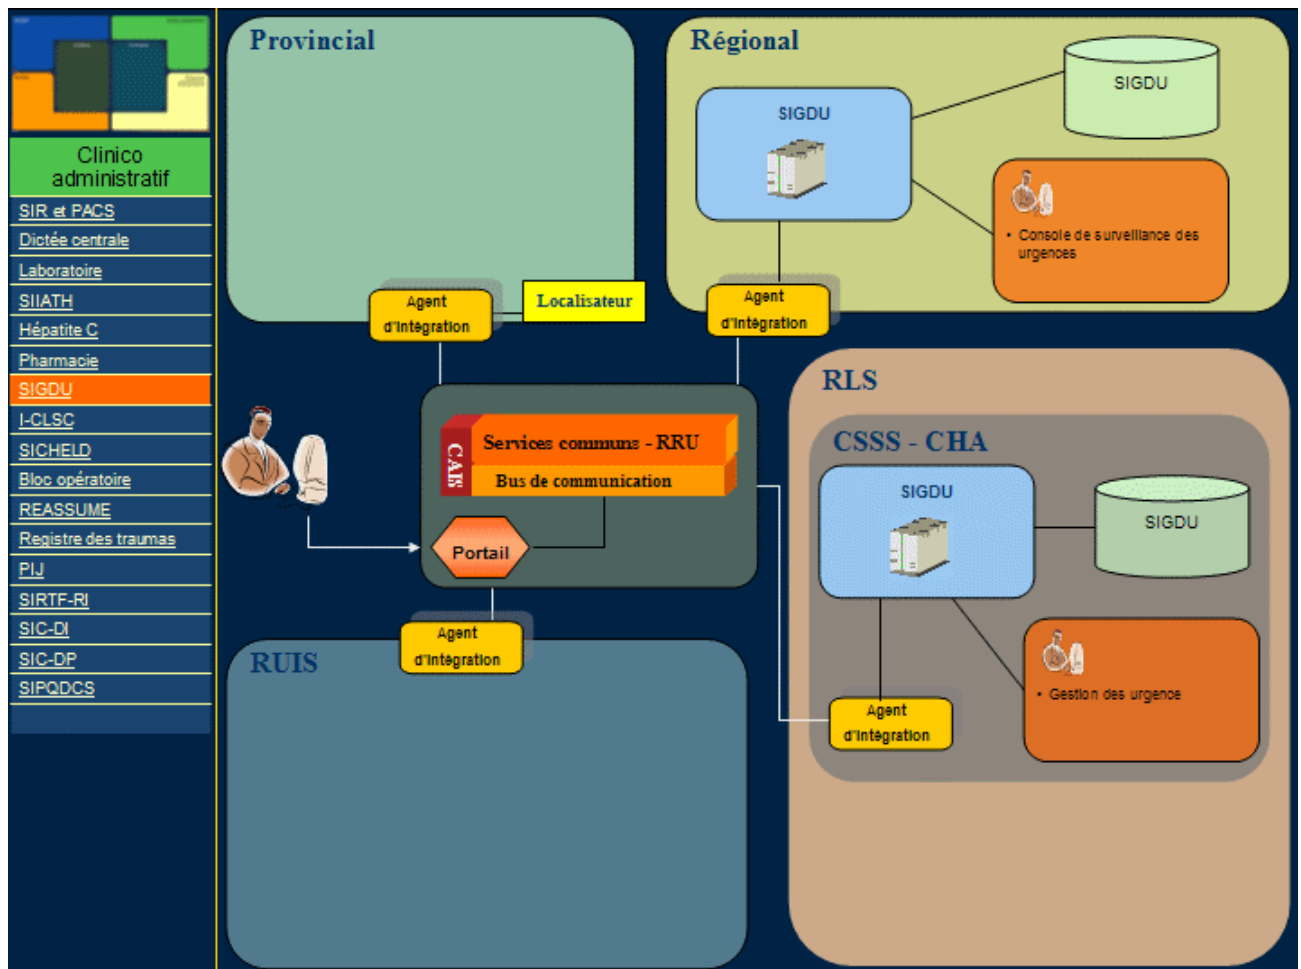 Clinico
administratif
SIR et PACS
Dictée centrale
Laboratoire
SIIATH
Hépatite C
Pharmacie
SIGDU
I-CLSC
SICHELD
Bloc opératoire
REASSUME
Registre des traumas
PIJ
SIRTF-RI
SIC-DI
SIC-DP
SIPQDCS
Provincial
Agent
d'intégration
Localisateur
Régional
SIGDU
SIGDU
• Console de surveillance des
urgences
Agent
d'intégration
CAIS
Services communs - RRU
Bus de communication
Portail
Agent
d'intégration
RUIS
RLS
CSSS - CHA
SIGDU
SIGDU
• Gestion des urgence
Agent
d'intégration